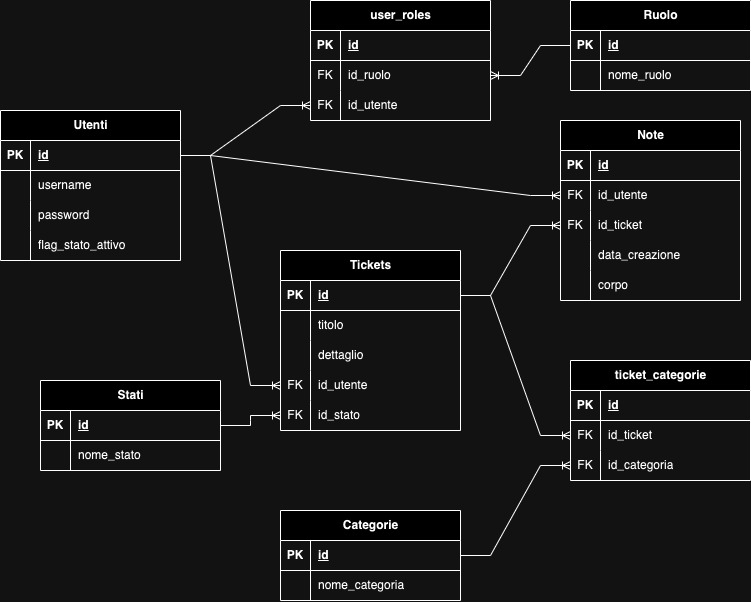 user_roles
PK id
FK id_ruolo
FK id_utente
Ruolo
PK id
nome_ruolo
Utenti
PK id
username
password
flag_stato_attivo
Note
PK id
FK id_utente
FK id_ticket
data_creazione
corpo
Tickets
PK id
titolo
dettaglio
FK id_utente
FK id_stato
Stati
PK id
nome_stato
ticket_categorie
PK id
FK id_ticket
FK id_categoria
Categorie
PK id
nome_categoria